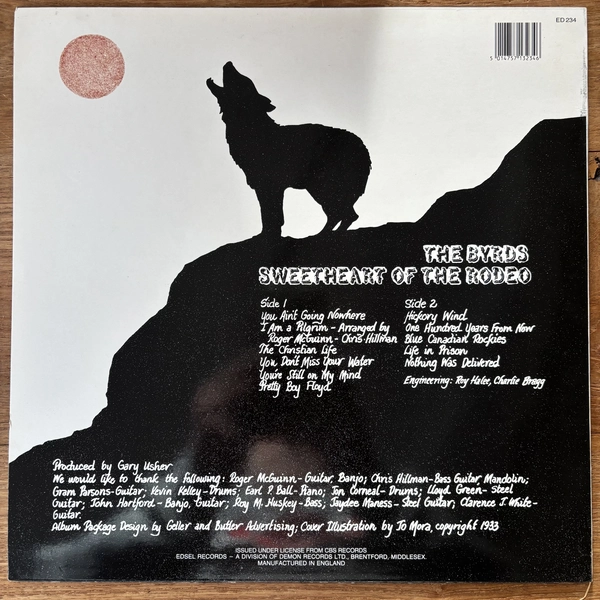 ED 234
5 014757 132346
THE BYRDS
SWEETHEART OF THE RODEO
Side 1
You Ain't Going Nowhere
I Am a Pilgrim - Arranged by
Roger McGuinn - Chris Hillman
The Christian Life
You Don't Miss Your Water
You're Still on My Mind
Pretty Boy Floyd
Side 2
Hickory Wind
One Hundred Years From Now
Blue Canadian Rockies
Life in Prison
Nothing Was Delivered
Engineering: Roy Halee, Charlie Bragg
Produced by Gary Usher
We would like to thank the following: Roger McGuinn-Guitar, Banjo; Chris Hillman-Bass Guitar, Mandolin;
Gram Parsons-Guitar; Kevin Kelley-Drums; Earl P. Ball-Piano; Jon Corneal-Drums; Lloyd Green-Steel
Guitar; John Hartford-Banjo, Guitar; Roy M. Huskey-Bass; Jaydee Maness-Steel Guitar; Clarence J. White-
Guitar.
Album Package Design by Geller and Butler Advertising; Cover Illustration by Jo Mora, copyright 1933
ISSUED UNDER LICENSE FROM CBS RECORDS
EDSEL RECORDS – A DIVISION OF DEMON RECORDS LTD., BRENTFORD, MIDDLESEX.
MANUFACTURED IN ENGLAND